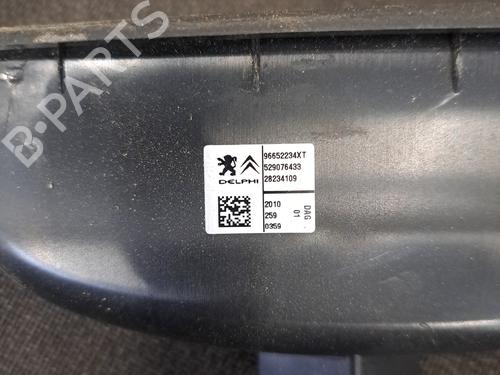 B-PARTS
96652234XT
529076433
DELPHI 28234109
2010 DAG
259 01
0359